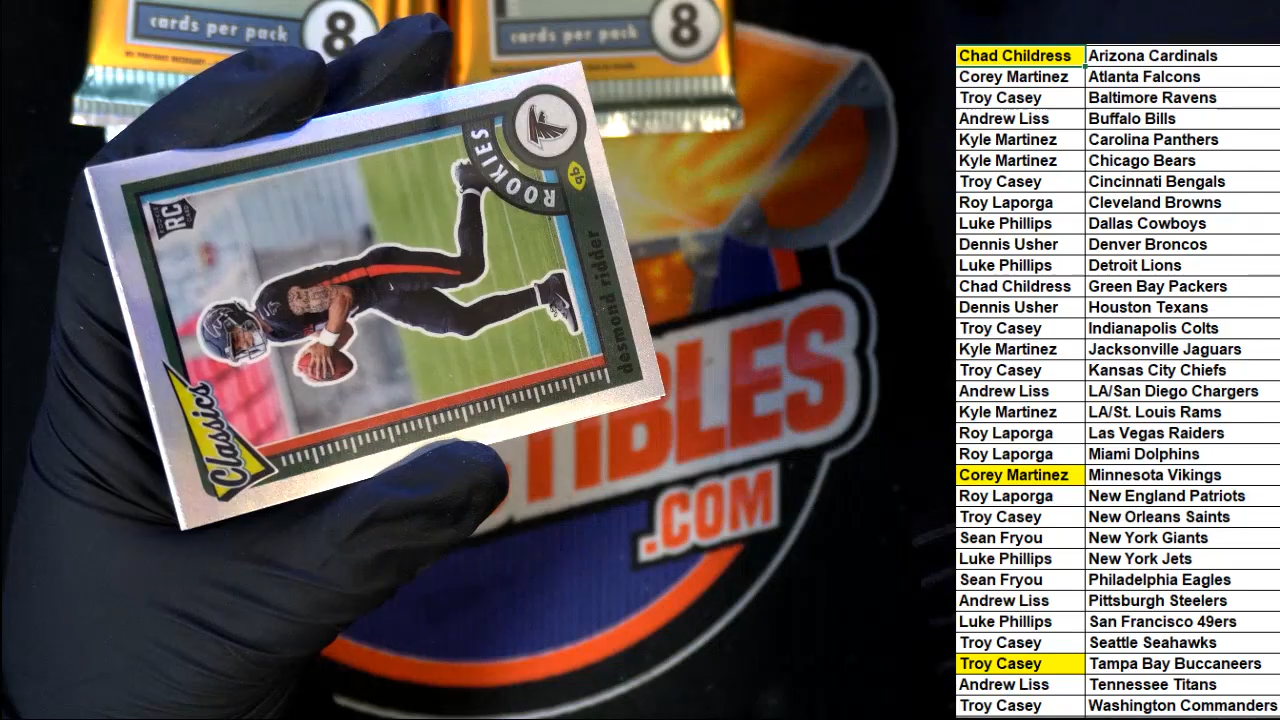 cards per pack 8
cards per pack 8
ROOKIES
qb
RC
desmond ridder
Classics
TIBLES
.COM
Chad Childress Arizona Cardinals
Corey Martinez Atlanta Falcons
Troy Casey Baltimore Ravens
Andrew Liss Buffalo Bills
Kyle Martinez Carolina Panthers
Kyle Martinez Chicago Bears
Troy Casey Cincinnati Bengals
Roy Laporga Cleveland Browns
Luke Phillips Dallas Cowboys
Dennis Usher Denver Broncos
Luke Phillips Detroit Lions
Chad Childress Green Bay Packers
Dennis Usher Houston Texans
Troy Casey Indianapolis Colts
Kyle Martinez Jacksonville Jaguars
Troy Casey Kansas City Chiefs
Andrew Liss LA/San Diego Chargers
Kyle Martinez LA/St. Louis Rams
Roy Laporga Las Vegas Raiders
Roy Laporga Miami Dolphins
Corey Martinez Minnesota Vikings
Roy Laporga New England Patriots
Troy Casey New Orleans Saints
Sean Fryou New York Giants
Luke Phillips New York Jets
Sean Fryou Philadelphia Eagles
Andrew Liss Pittsburgh Steelers
Luke Phillips San Francisco 49ers
Troy Casey Seattle Seahawks
Troy Casey Tampa Bay Buccaneers
Andrew Liss Tennessee Titans
Troy Casey Washington Commanders